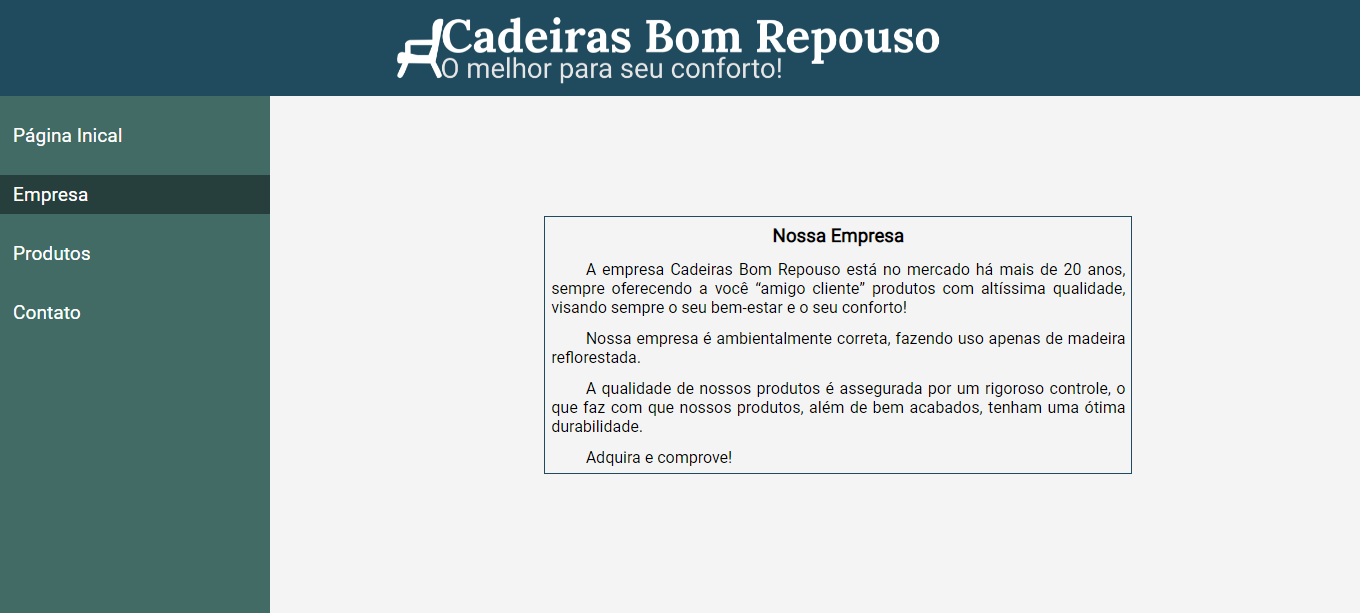 Cadeiras Bom Repouso
O melhor para seu conforto!
Página Inical
Empresa
Produtos
Contato
Nossa Empresa
A empresa Cadeiras Bom Repouso está no mercado há mais de 20 anos,
sempre oferecendo a você “amigo cliente” produtos com altíssima qualidade,
visando sempre o seu bem-estar e o seu conforto!
Nossa empresa é ambientalmente correta, fazendo uso apenas de madeira
reflorestada.
A qualidade de nossos produtos é assegurada por um rigoroso controle, o
que faz com que nossos produtos, além de bem acabados, tenham uma ótima
durabilidade.
Adquira e comprove!